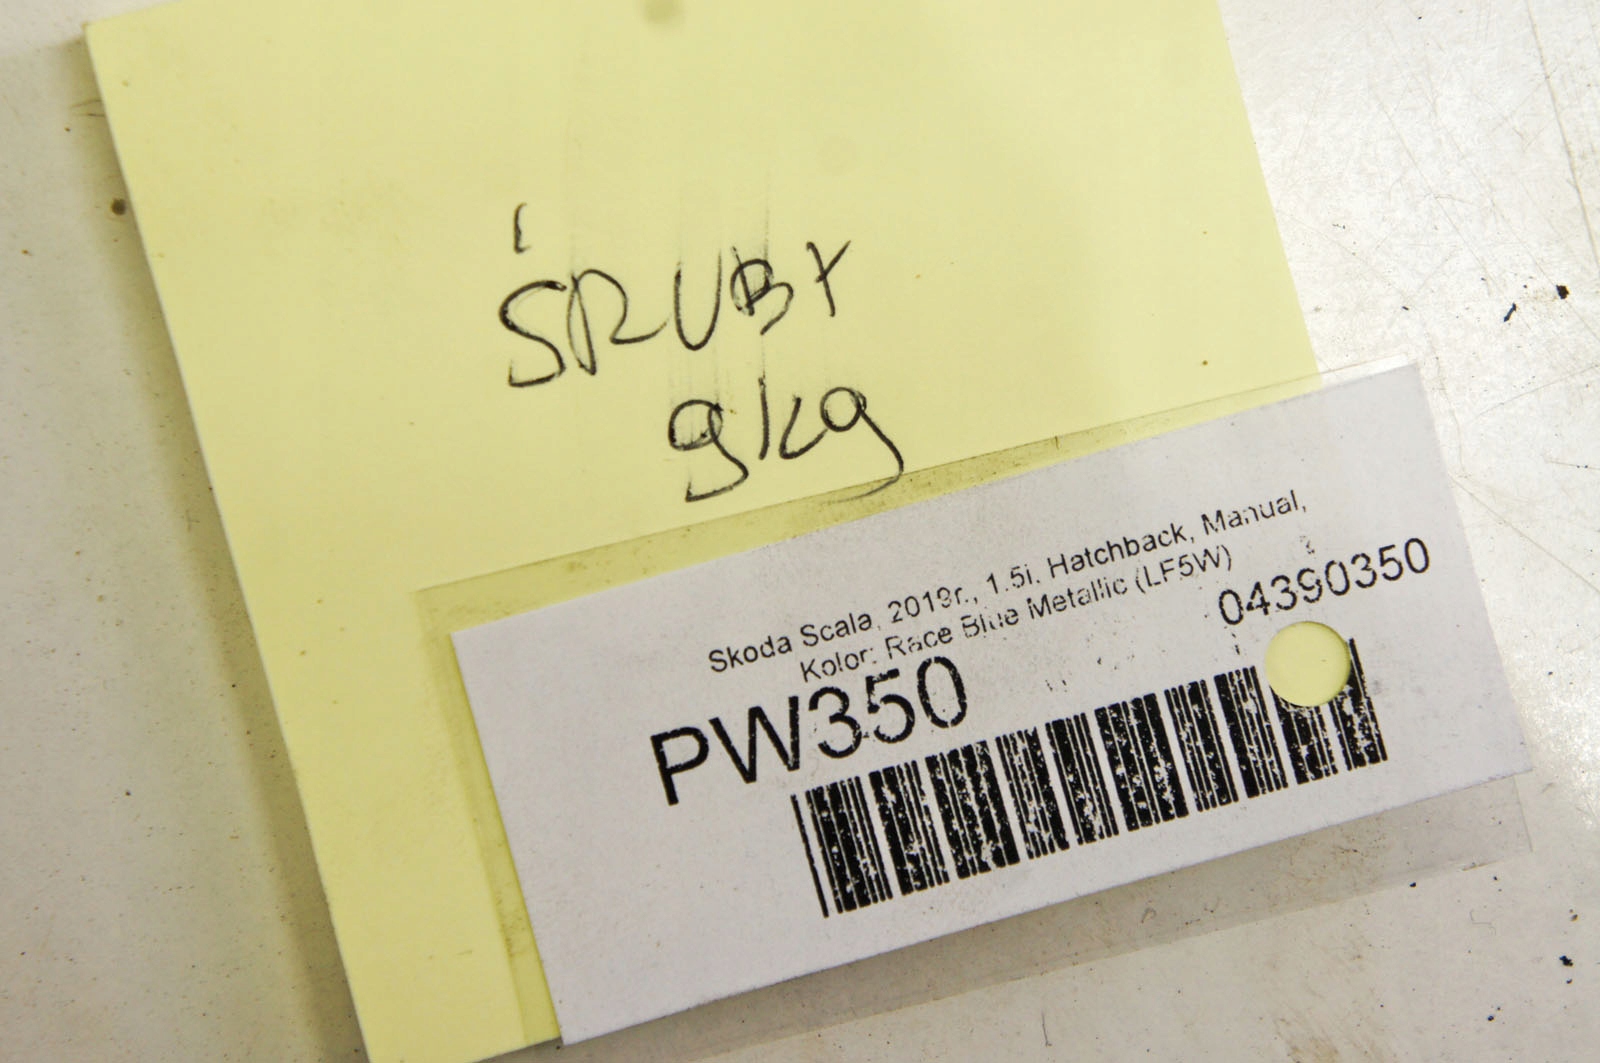 ŚRUBY
9kg
Skoda Scala, 2019r., 1.5i. Hatchback, Manual,
Kolor: Race Blue Metallic (LF5W)
04390350
PW350